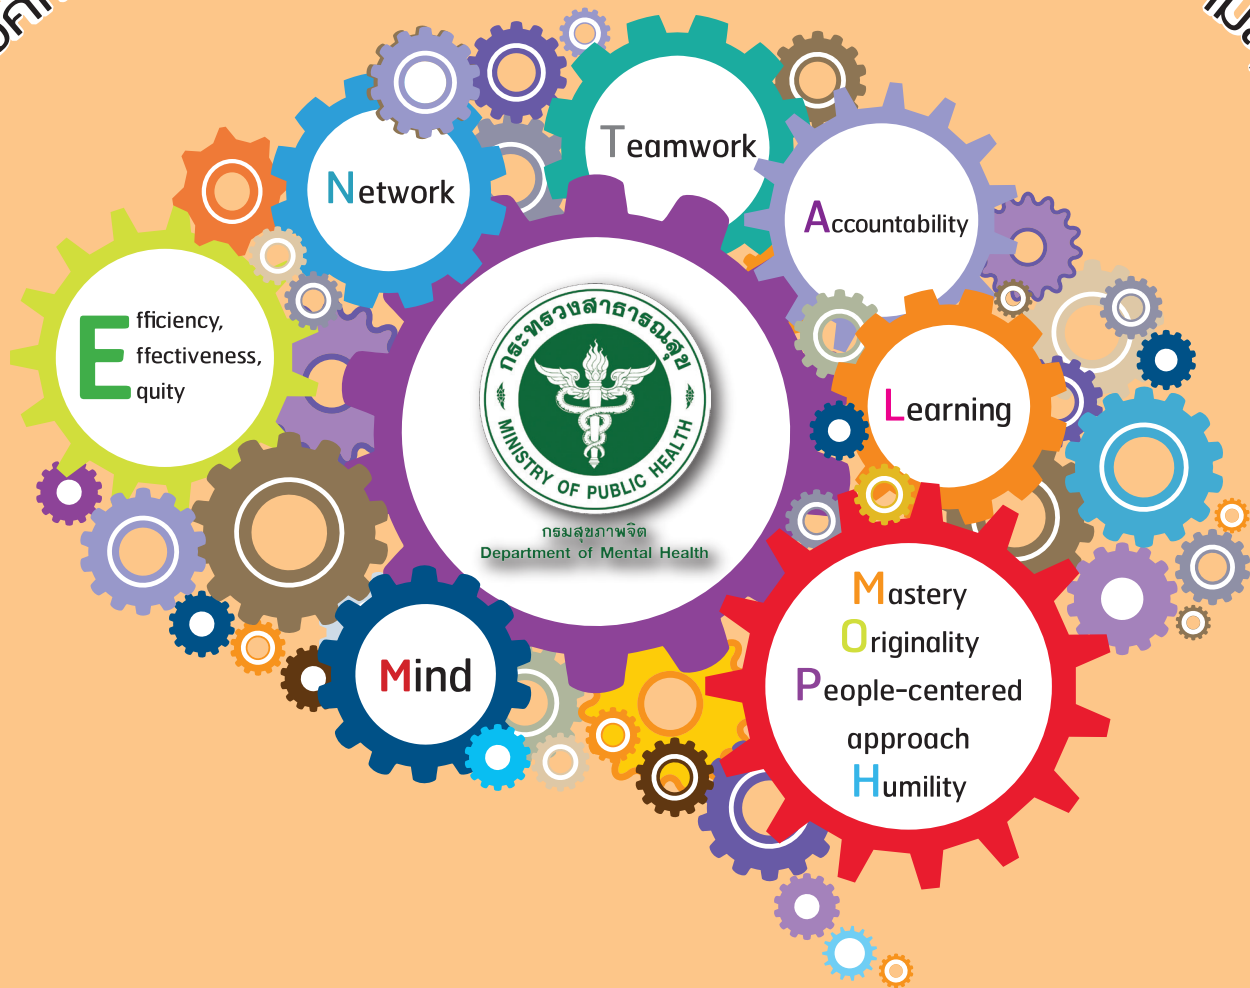 Teamwork
Network
Accountability
Efficiency,
ffectiveness,
quity
กระทรวงสาธารณสุข
MINISTRY OF PUBLIC HEALTH
กรมสุขภาพจิต
Department of Mental Health
Learning
Mind
Mastery
Originality
People-centered
approach
Humility